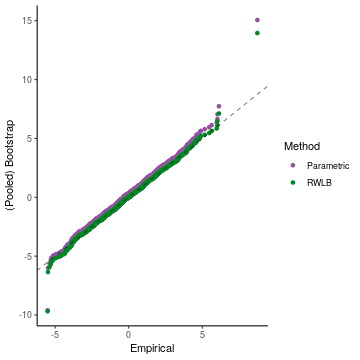 15
10
5
0
-5
-10
(Pooled) Bootstrap
-5
0
5
Empirical
Method
Parametric
RWLB